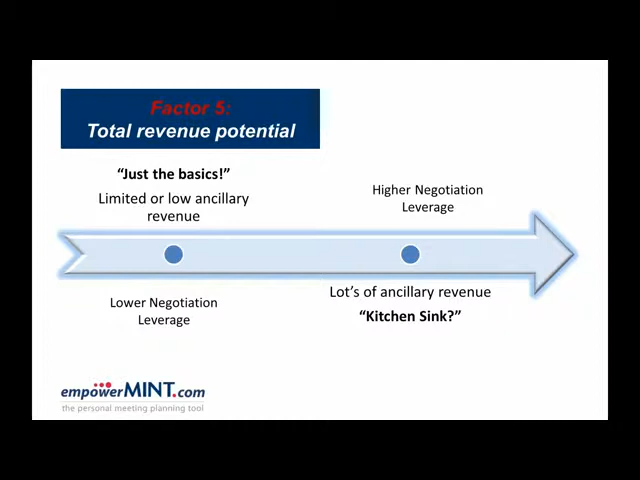 Factor 5:
Total revenue potential
“Just the basics!”
Limited or low ancillary
revenue
Higher Negotiation
Leverage
Lower Negotiation
Leverage
Lot’s of ancillary revenue
“Kitchen Sink?”
empowerMINT.com
the personal meeting planning tool